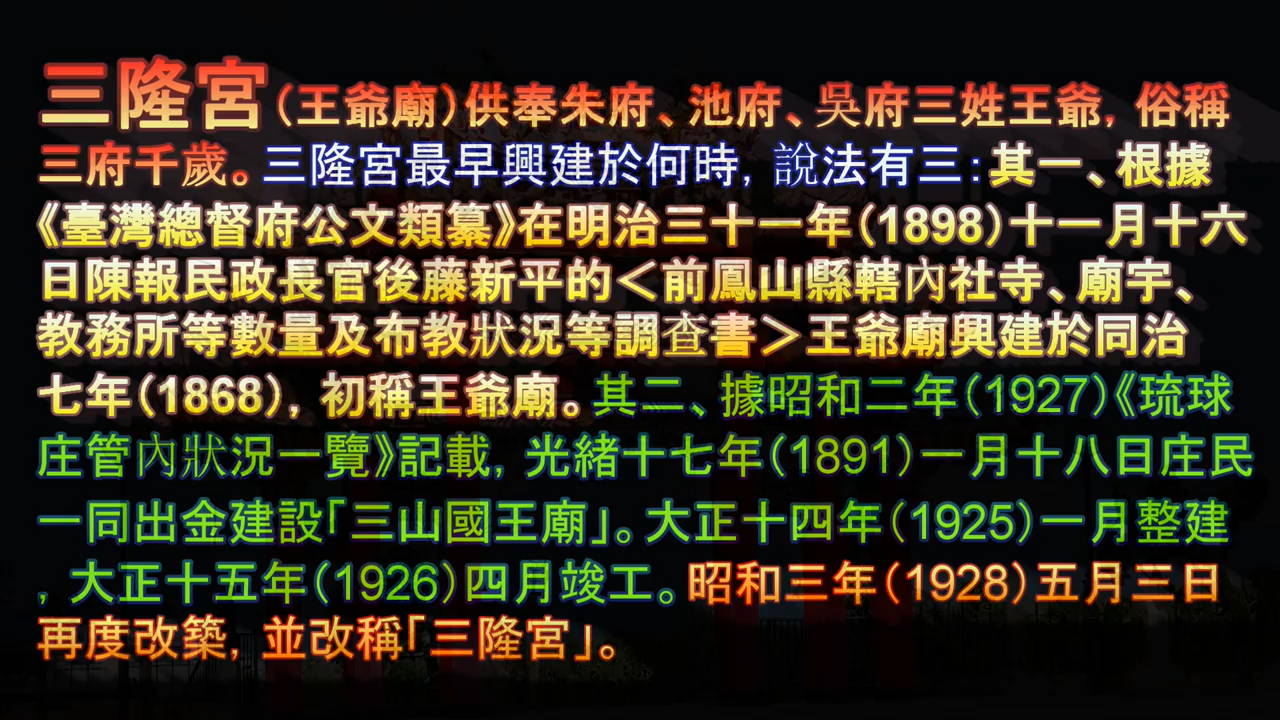 三隆宮（王爺廟）供奉朱府、池府、吳府三姓王爺，俗稱
三府千歲。三隆宮最早興建於何時，說法有三：其一、根據
《臺灣總督府公文類纂》在明治三十一年（1898）十一月十六
日陳報民政長官後藤新平的＜前鳳山縣轄內社寺、廟宇、
教務所等數量及布教狀況等調查書＞王爺廟興建於同治
七年（1868），初稱王爺廟。其二、據昭和二年（1927）《琉球
庄管內狀況一覽》記載，光緒十七年（1891）一月十八日庄民
一同出金建設「三山國王廟」。大正十四年（1925）一月整建
，大正十五年（1926）四月竣工。昭和三年（1928）五月三日
再度改築，並改稱「三隆宮」。